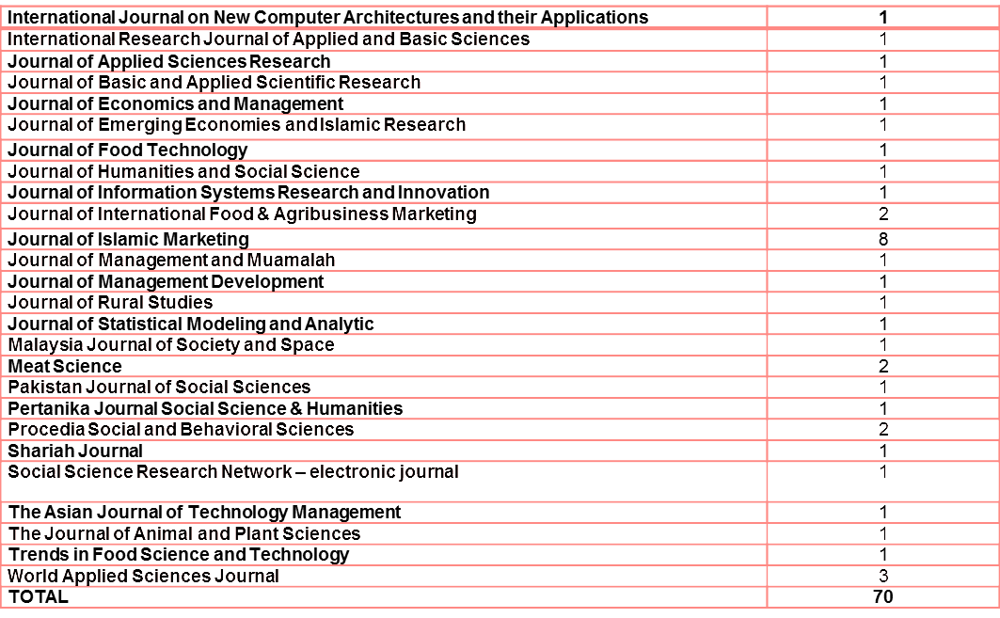 International Journal on New Computer Architectures and their Applications 1
International Research Journal of Applied and Basic Sciences 1
Journal of Applied Sciences Research 1
Journal of Basic and Applied Scientific Research 1
Journal of Economics and Management 1
Journal of Emerging Economies and Islamic Research 1
Journal of Food Technology 1
Journal of Humanities and Social Science 1
Journal of Information Systems Research and Innovation 1
Journal of International Food & Agribusiness Marketing 2
Journal of Islamic Marketing 8
Journal of Management and Muamalah 1
Journal of Management Development 1
Journal of Rural Studies 1
Journal of Statistical Modeling and Analytic 1
Malaysia Journal of Society and Space 1
Meat Science 2
Pakistan Journal of Social Sciences 1
Pertanika Journal Social Science & Humanities 1
Procedia Social and Behavioral Sciences 2
Shariah Journal 1
Social Science Research Network – electronic journal 1
The Asian Journal of Technology Management 1
The Journal of Animal and Plant Sciences 1
Trends in Food Science and Technology 1
World Applied Sciences Journal 3
TOTAL 70